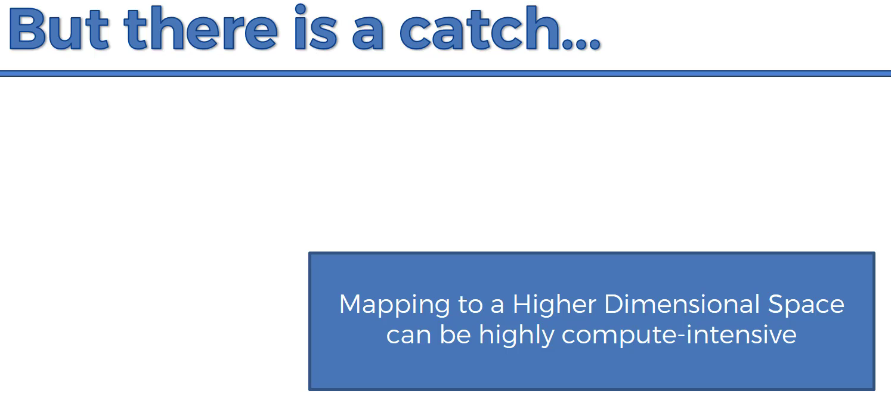 But there is a catch...
Mapping to a Higher Dimensional Space
can be highly compute-intensive